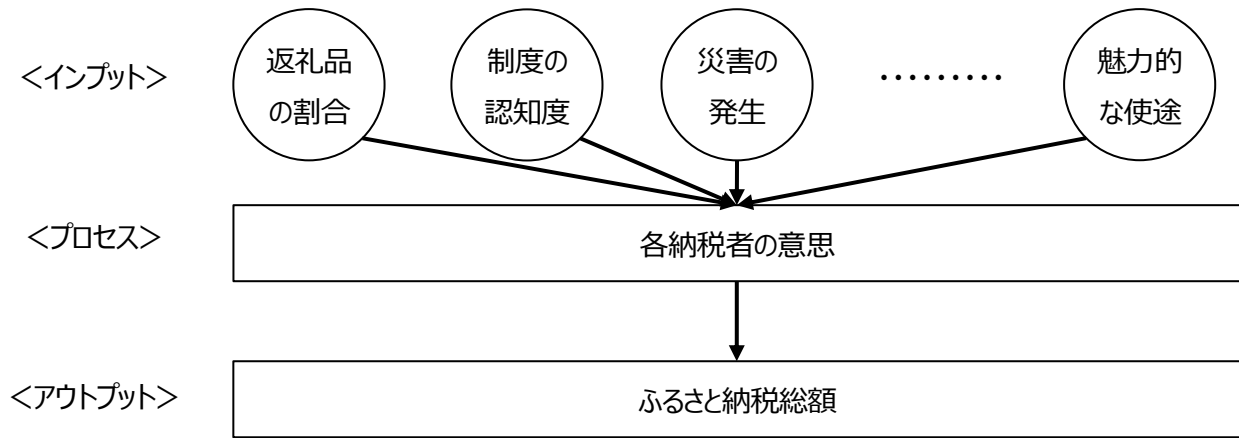 <インプット>
返礼品
の割合
制度の
認知度
災害の
発生
………
魅力的
な使途
<プロセス>
各納税者の意思
<アウトプット>
ふるさと納税総額